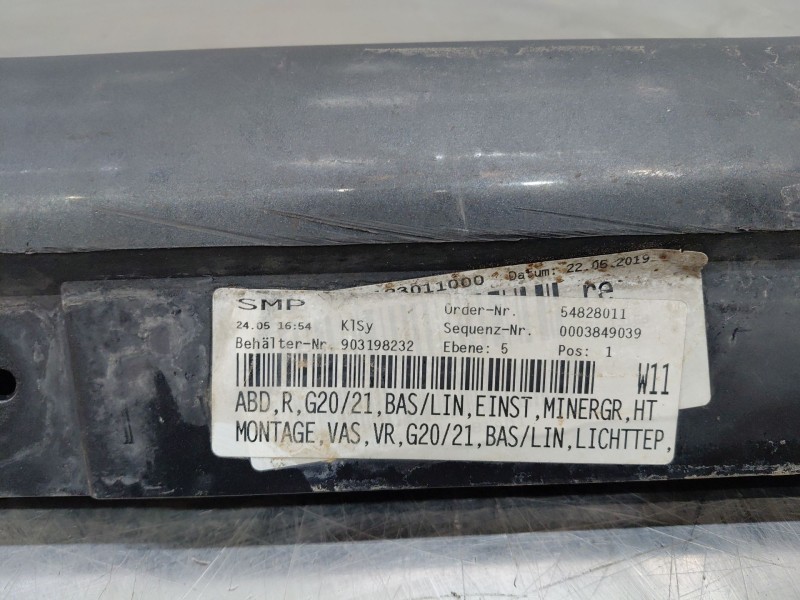 23011000 Datum: 22.05.2019
SMP Order-Nr. 54828011
24.05 16:54 KlSy Sequenz-Nr. 0003849039
Behälter-Nr. 903198232 Ebene: 5 Pos: 1
W11
ABD,R,G20/21,BAS/LIN,EINST,MINERGR,HT
MONTAGE,VAS,VR,G20/21,BAS/LIN,LICHTTEP,